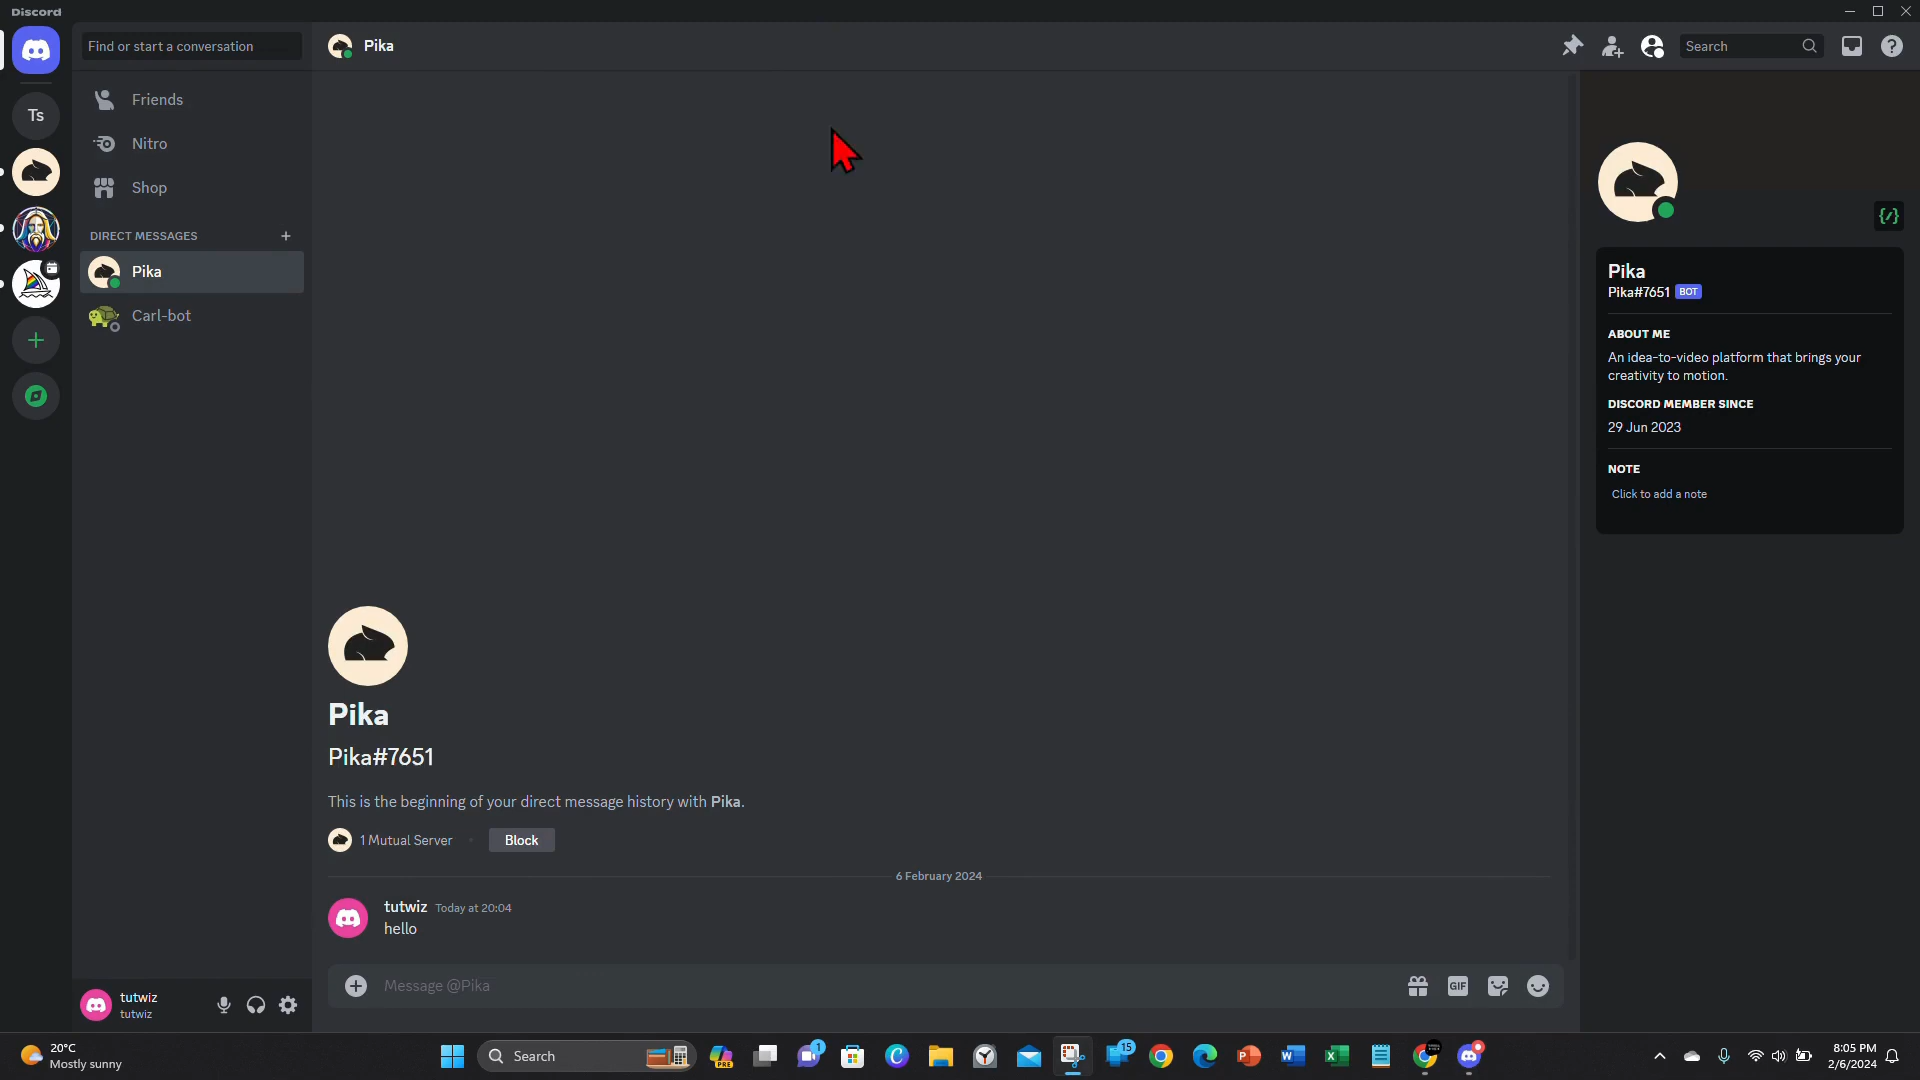 Discord
Find or start a conversation
Pika
Search
Ts
Friends
Nitro
Shop
DIRECT MESSAGES
Pika
Carl-bot
Pika
Pika#7651 BOT
ABOUT ME
An idea-to-video platform that brings your
creativity to motion.
DISCORD MEMBER SINCE
29 Jun 2023
NOTE
Click to add a note
Pika
Pika#7651
This is the beginning of your direct message history with Pika.
1 Mutual Server
Block
6 February 2024
tutwiz Today at 20:04
hello
Message @Pika
GIF
tutwiz
tutwiz
20°C
Mostly sunny
Search
PRE
1
15
8:05 PM
2/6/2024